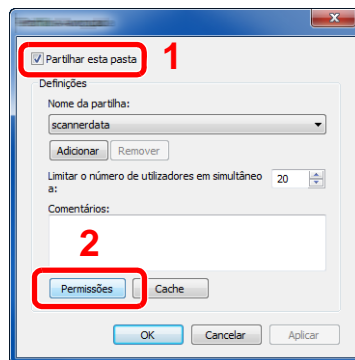 1
Partilhar esta pasta
Definições
Nome da partilha:
scannerdata
Adicionar Remover
Limitar o número de utilizadores em simultâneo
a:
20
Comentários:
2
Permissões Cache
OK Cancelar Aplicar